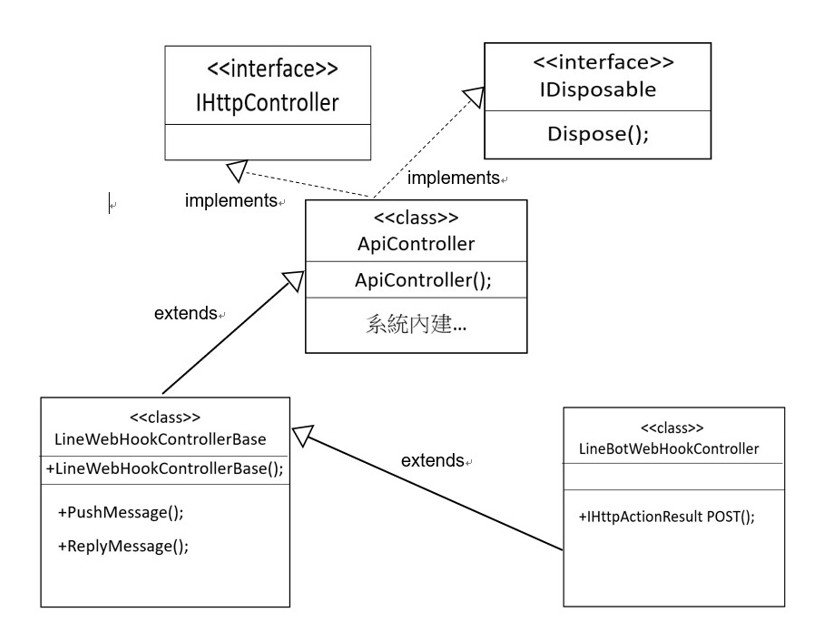 <<interface>>
IHttpController
<<interface>>
IDisposable
Dispose();
implements
implements
<<class>>
ApiController
ApiController();
系統內建...
extends
<<class>>
LineWebHookControllerBase
+LineWebHookControllerBase();
+PushMessage();
+ReplyMessage();
extends
<<class>>
LineBotWebHookController
+IHttpActionResult POST();